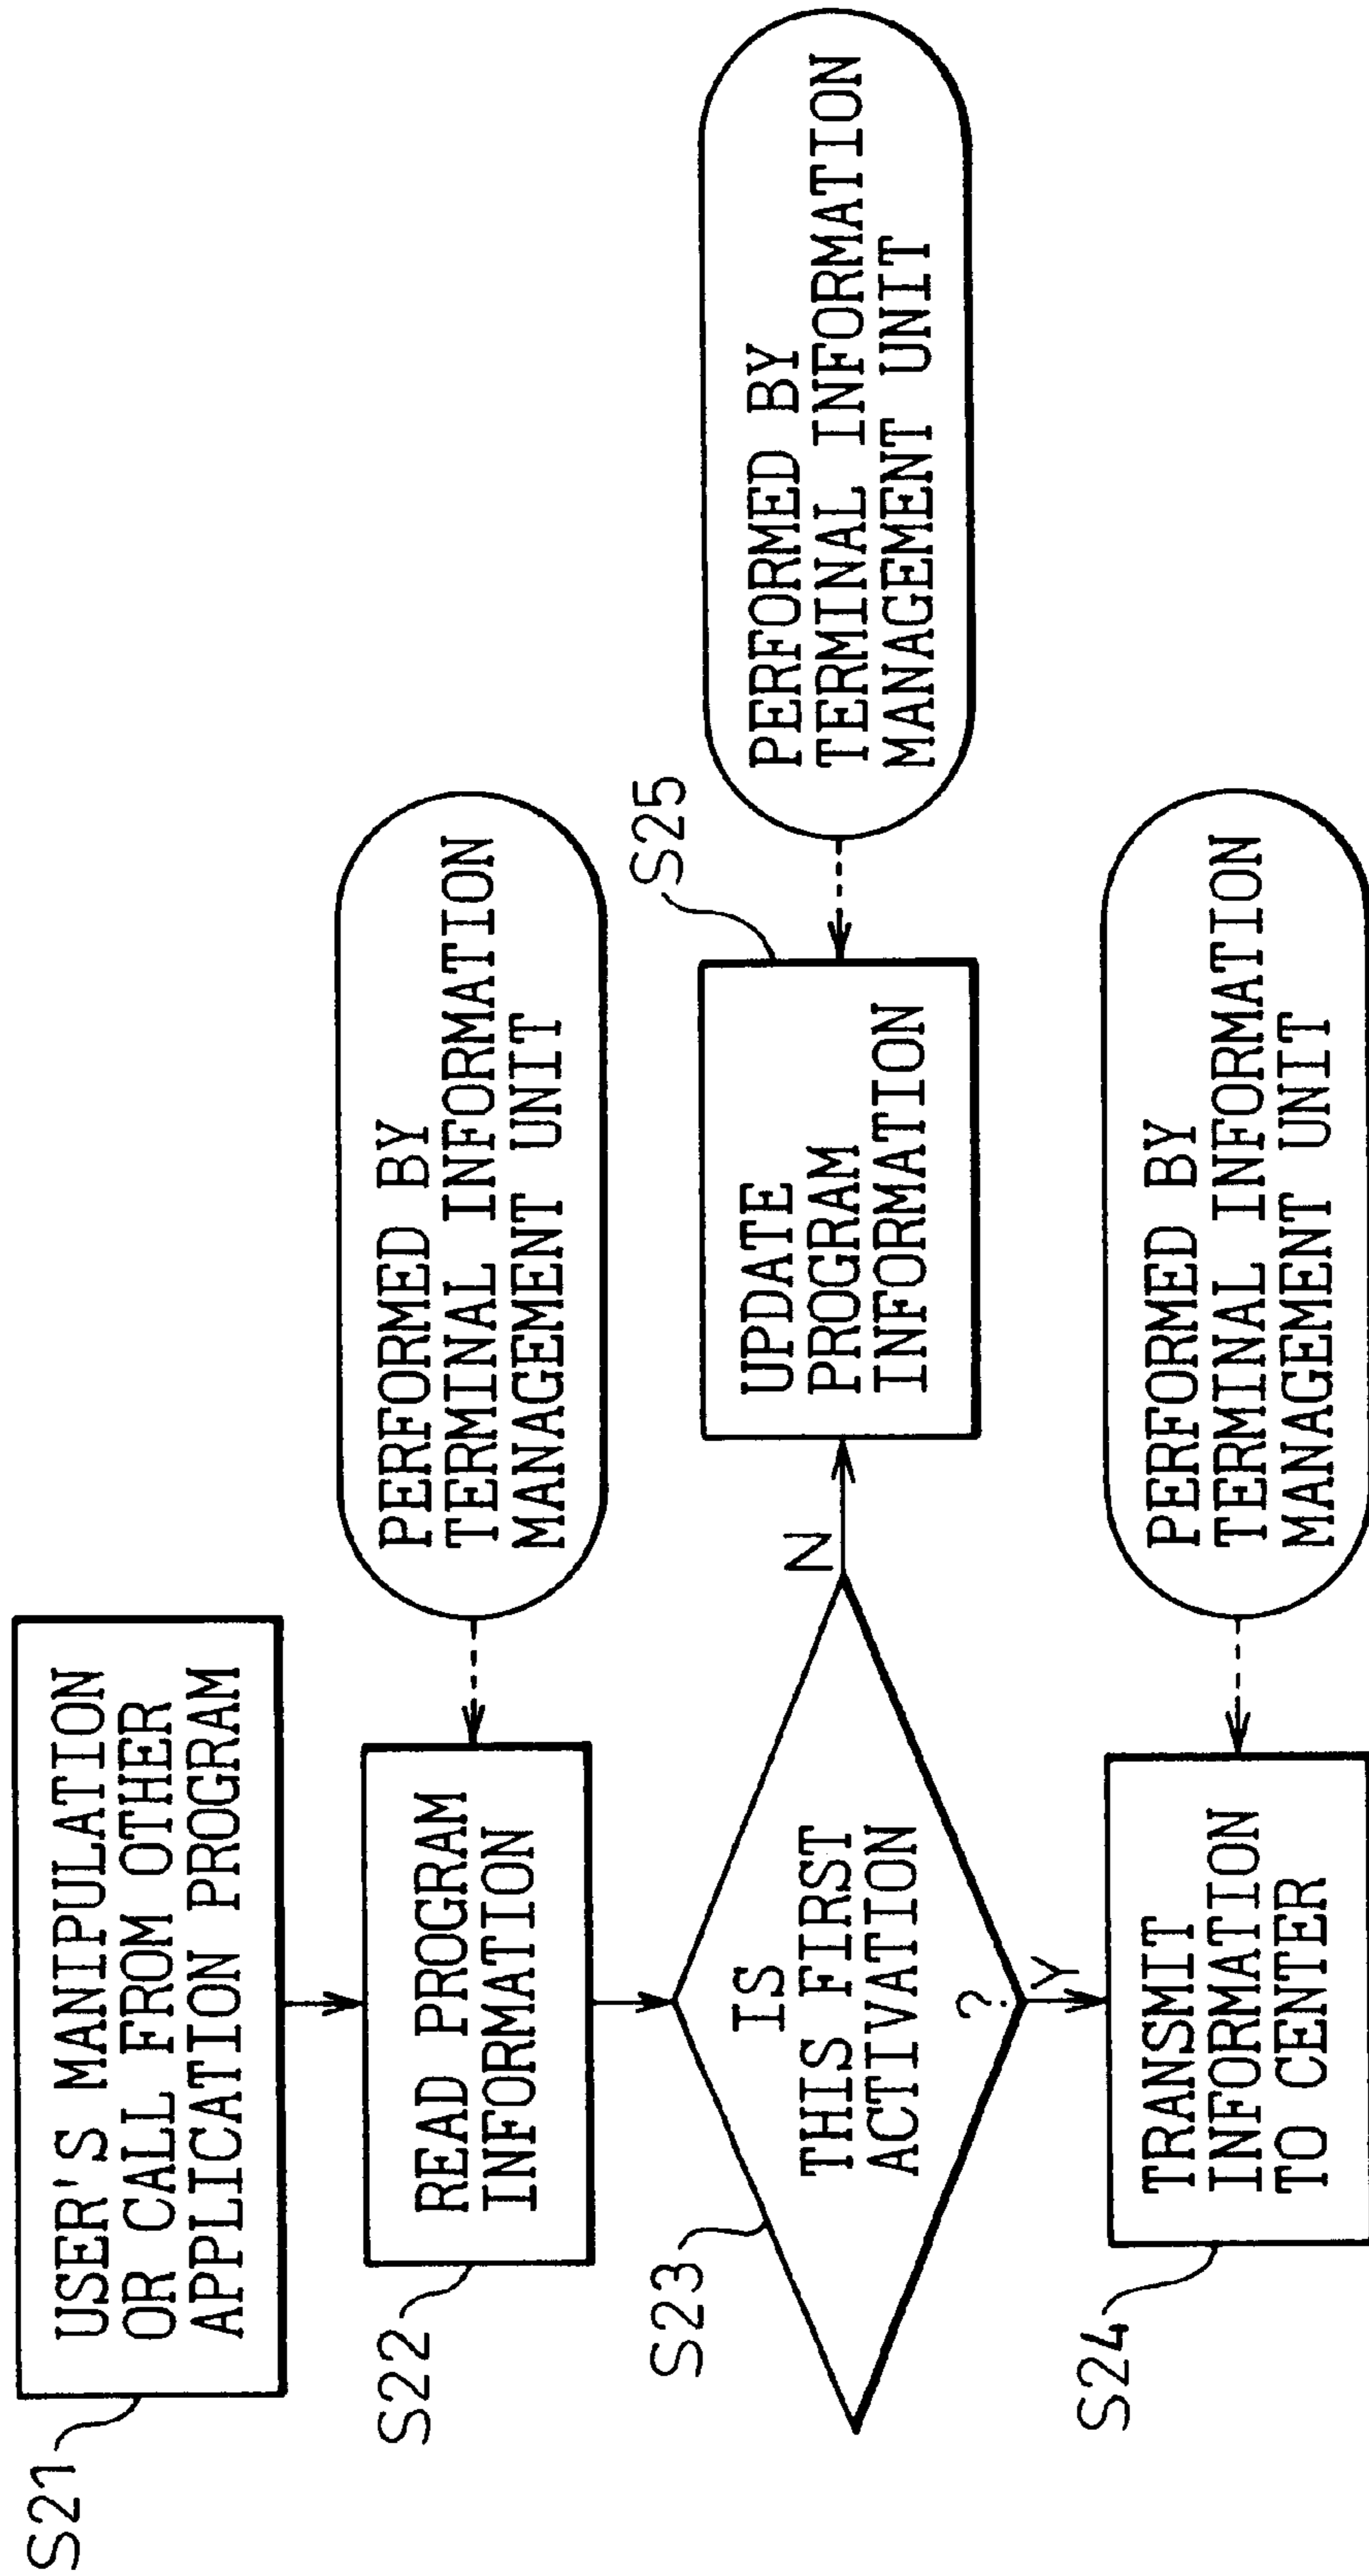 S21
USER'S MANIPULATION
OR CALL FROM OTHER
APPLICATION PROGRAM
S22
READ PROGRAM
INFORMATION
PERFORMED BY
TERMINAL INFORMATION
MANAGEMENT UNIT
S23
IS
THIS FIRST
ACTIVATION
?
N
Y
S25
UPDATE
PROGRAM
INFORMATION
PERFORMED BY
TERMINAL INFORMATION
MANAGEMENT UNIT
S24
TRANSMIT
INFORMATION
TO CENTER
PERFORMED BY
TERMINAL INFORMATION
MANAGEMENT UNIT